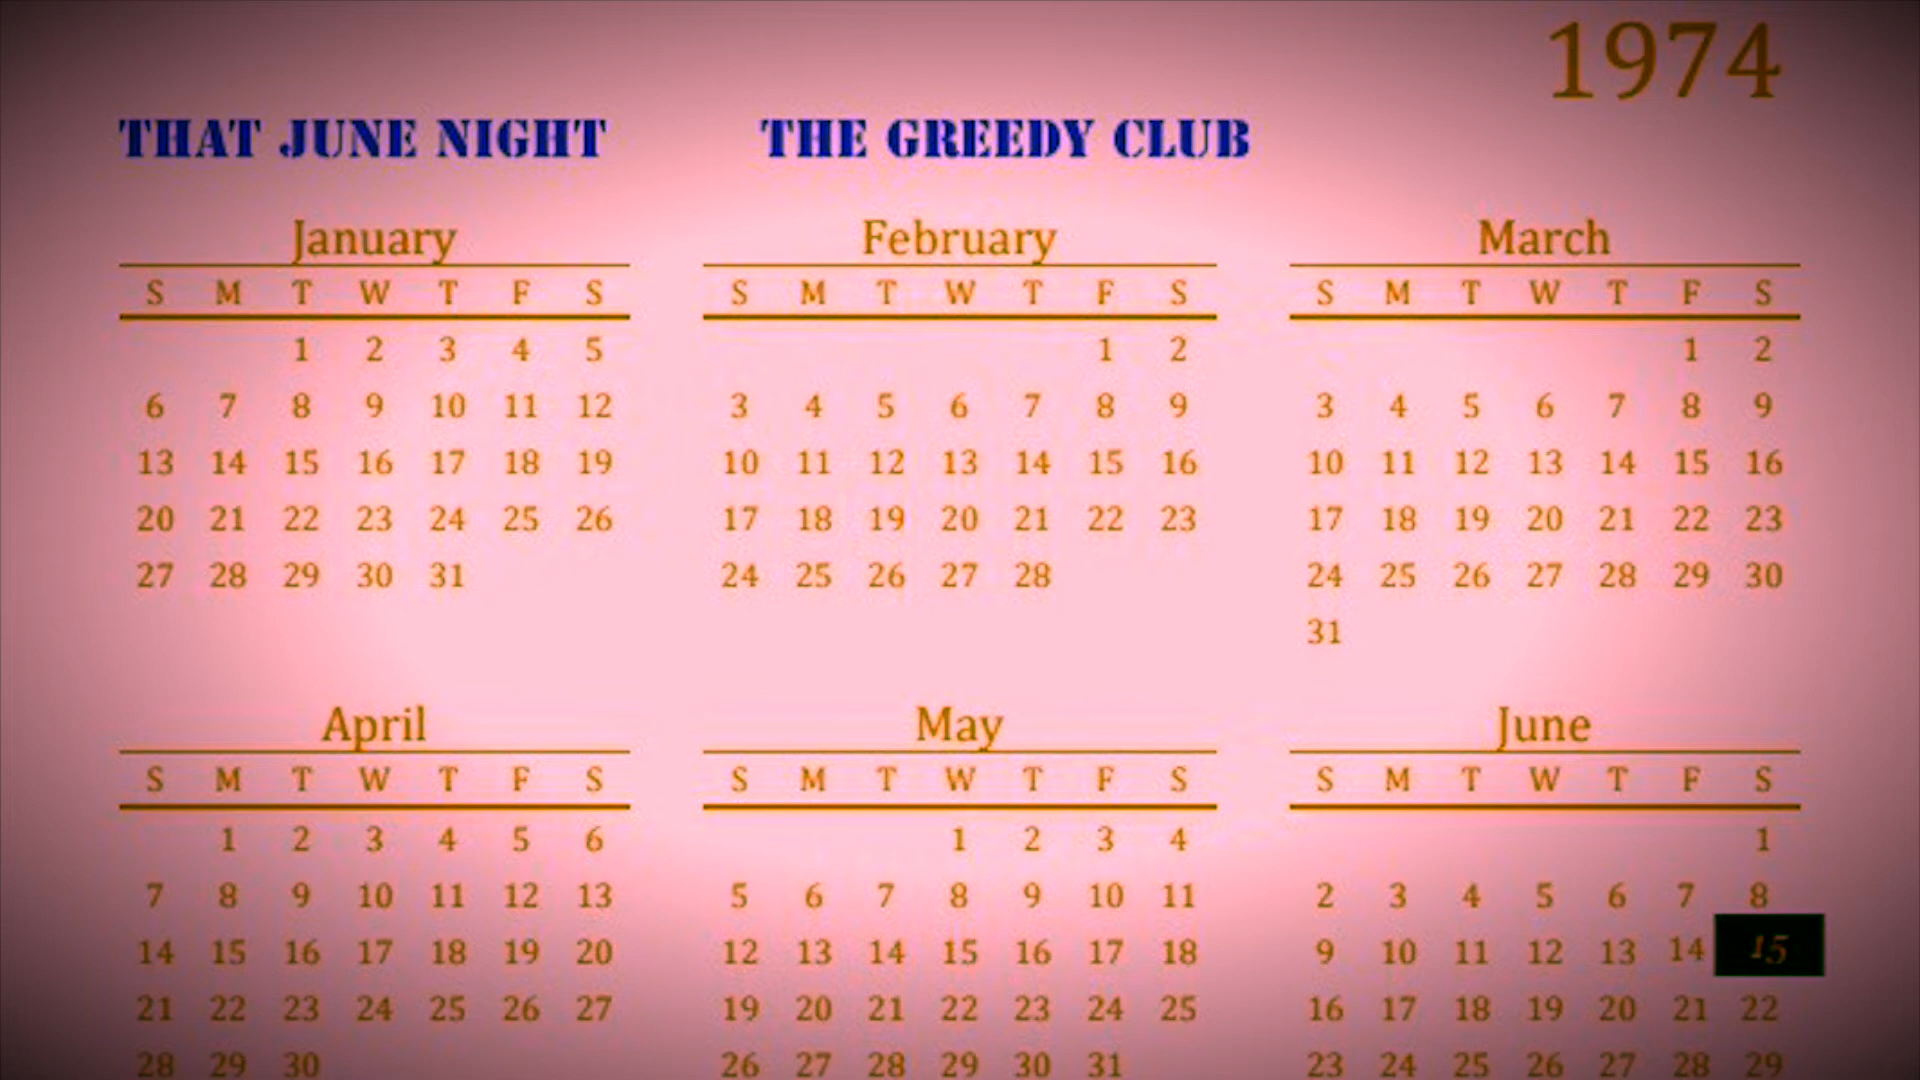 1974
THAT JUNE NIGHT THE GREEDY CLUB
January February March
S M T W T F S S M T W T F S S M T W T F S
1 2 3 4 5 1 2 1 2
6 7 8 9 10 11 12 3 4 5 6 7 8 9 3 4 5 6 7 8 9
13 14 15 16 17 18 19 10 11 12 13 14 15 16 10 11 12 13 14 15 16
20 21 22 23 24 25 26 17 18 19 20 21 22 23 17 18 19 20 21 22 23
27 28 29 30 31 24 25 26 27 28 24 25 26 27 28 29 30
31
April May June
S M T W T F S S M T W T F S S M T W T F S
1 2 3 4 5 6 1 2 3 4 1
7 8 9 10 11 12 13 5 6 7 8 9 10 11 2 3 4 5 6 7 8
14 15 16 17 18 19 20 12 13 14 15 16 17 18 9 10 11 12 13 14 15
21 22 23 24 25 26 27 19 20 21 22 23 24 25 16 17 18 19 20 21 22
28 29 30 26 27 28 29 30 31 23 24 25 26 27 28 29